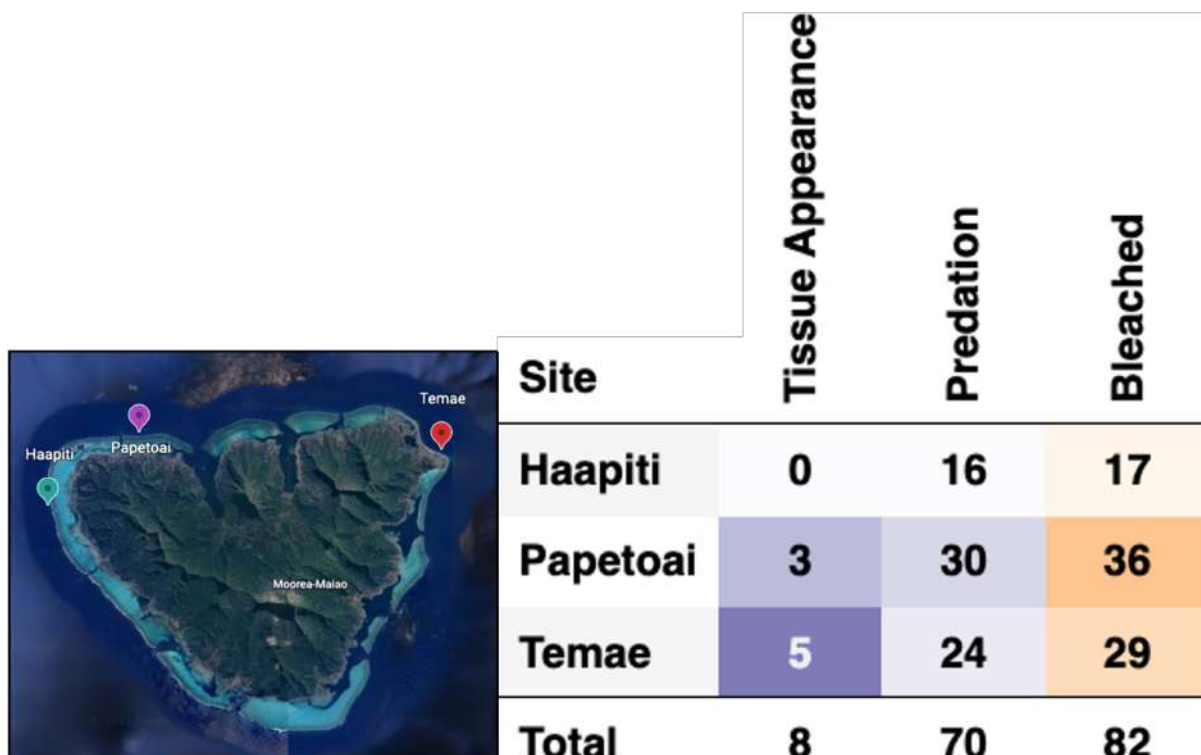 Tissue Appearance
Predation
Bleached
Site
Haapiti 0 16 17
Papetoai 3 30 36
Temae 5 24 29
Total 8 70 82
Temae
Papetoai
Haapiti
Moorea-Maiao